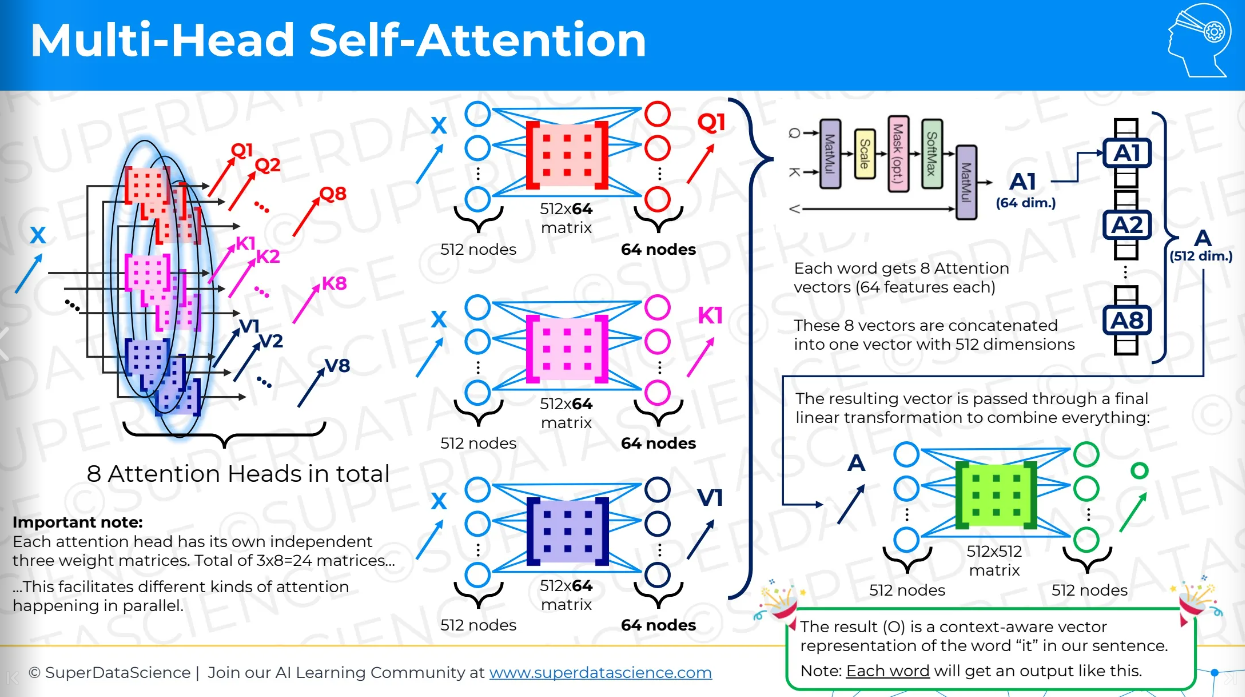 Multi-Head Self-Attention
X
Q1
Q2
Q8
K1
K2
K8
V1
V2
V8
8 Attention Heads in total
Important note:
Each attention head has its own independent
three weight matrices. Total of 3x8=24 matrices…
…This facilitates different kinds of attention
happening in parallel.
X
Q1
512x64
matrix
512 nodes
64 nodes
X
K1
512x64
matrix
512 nodes
64 nodes
X
V1
512x64
matrix
512 nodes
64 nodes
Q
K
V
MatMul
Scale
Mask (opt.)
SoftMax
MatMul
A1
(64 dim.)
A1
A2
A8
A
(512 dim.)
Each word gets 8 Attention
vectors (64 features each)
These 8 vectors are concatenated
into one vector with 512 dimensions
The resulting vector is passed through a final
linear transformation to combine everything:
A
O
512x512
matrix
512 nodes
512 nodes
The result (O) is a context-aware vector
representation of the word “it” in our sentence.
Note: Each word will get an output like this.
© SuperDataScience | Join our AI Learning Community at www.superdatascience.com
©SUPERDATASCIENCE